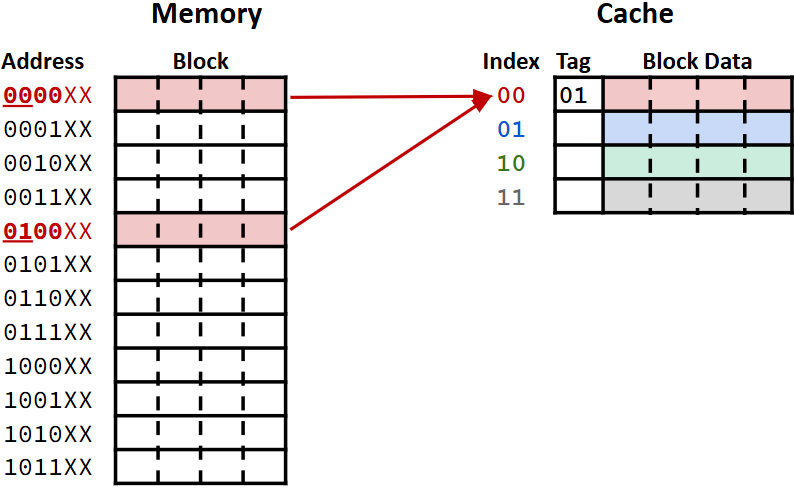 Memory Cache
Address Block Index Tag Block Data
0000XX 00 01
0001XX 01
0010XX 10
0011XX 11
0100XX
0101XX
0110XX
0111XX
1000XX
1001XX
1010XX
1011XX